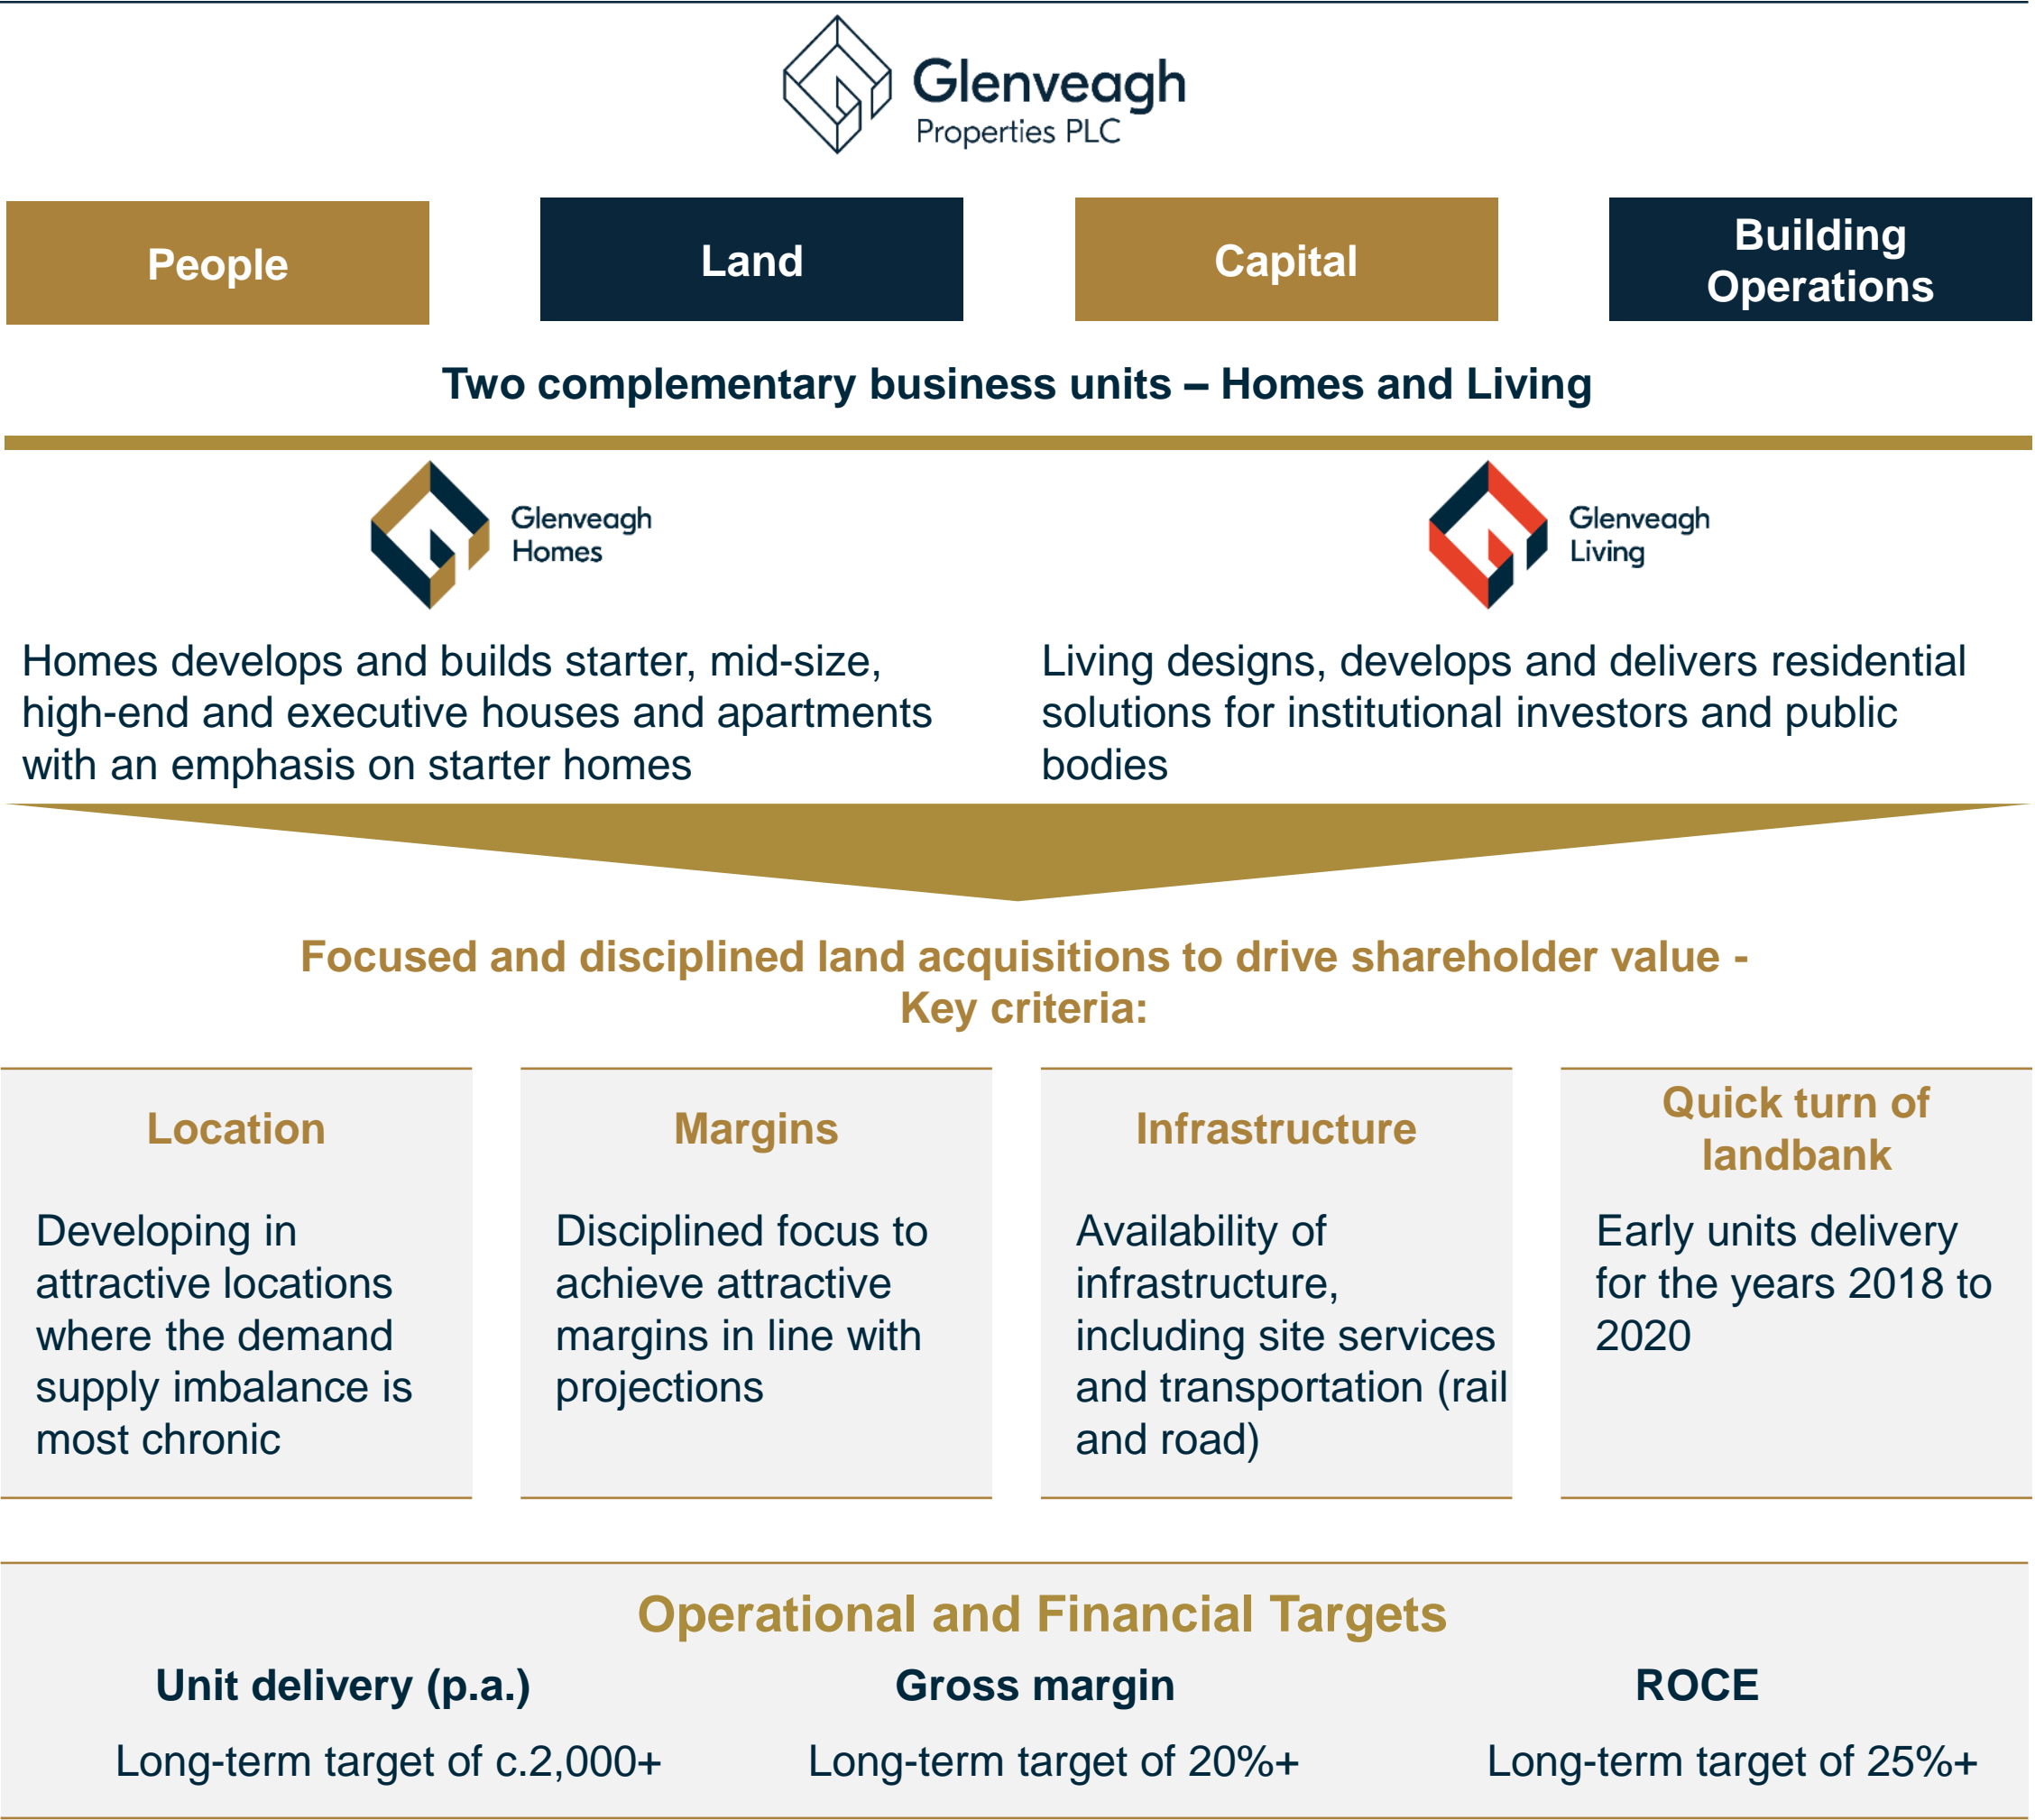 Glenveagh
Properties PLC
People
Land
Capital
Building
Operations
Two complementary business units – Homes and Living
Glenveagh
Homes
Glenveagh
Living
Homes develops and builds starter, mid-size,
high-end and executive houses and apartments
with an emphasis on starter homes
Living designs, develops and delivers residential
solutions for institutional investors and public
bodies
Focused and disciplined land acquisitions to drive shareholder value -
Key criteria:
Location
Developing in
attractive locations
where the demand
supply imbalance is
most chronic
Margins
Disciplined focus to
achieve attractive
margins in line with
projections
Infrastructure
Availability of
infrastructure,
including site services
and transportation (rail
and road)
Quick turn of
landbank
Early units delivery
for the years 2018 to
2020
Operational and Financial Targets
Unit delivery (p.a.)
Long-term target of c.2,000+
Gross margin
Long-term target of 20%+
ROCE
Long-term target of 25%+